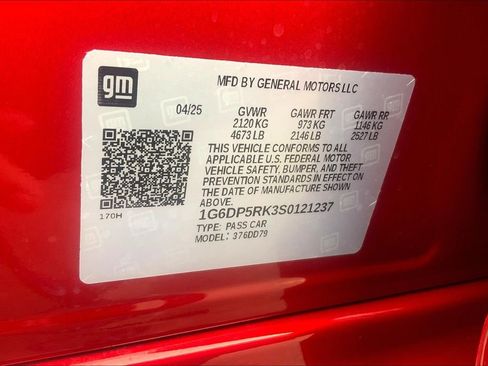 gm
MFD BY GENERAL MOTORS LLC
04/25 GVWR GAWR FRT GAWR RR
2120 KG 973 KG 1146 KG
4673 LB 2146 LB 2527 LB
THIS VEHICLE CONFORMS TO ALL
APPLICABLE U.S. FEDERAL MOTOR
VEHICLE SAFETY, BUMPER, AND THEFT
PREVENTION STANDARDS IN EFFECT ON
THE DATE OF MANUFACTURE SHOWN
ABOVE.
1G6DP5RK3S0121237
TYPE: PASS CAR
MODEL: 376DD79
170H